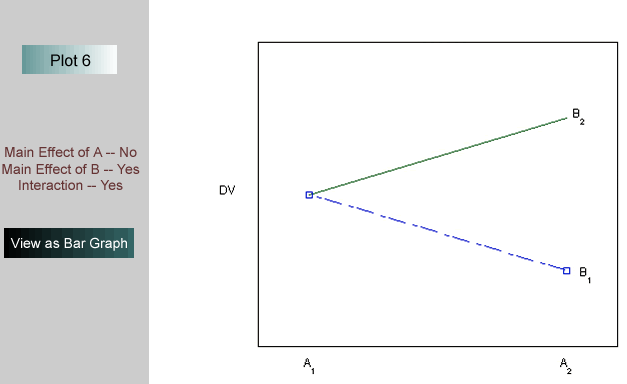 Plot 6
Main Effect of A -- No
Main Effect of B -- Yes
Interaction -- Yes
View as Bar Graph
DV
B2
B1
A1
A2